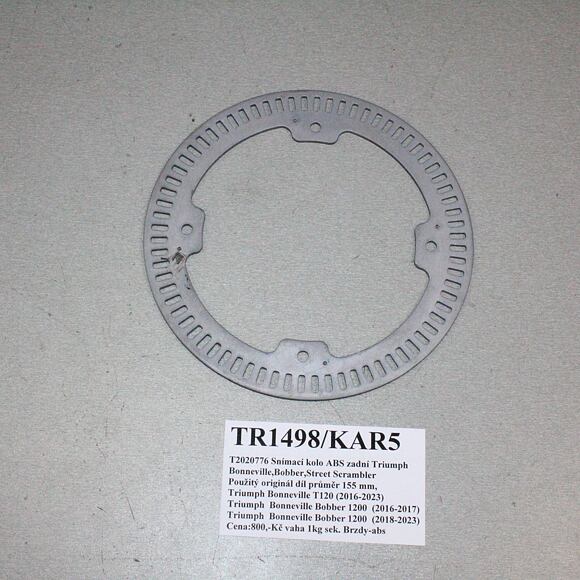 TR1498/KAR5
T2020776 Snímací kolo ABS zadní Triumph
Bonneville,Bobber,Street Scrambler
Použitý originál díl průměr 155 mm,
Triumph Bonneville T120 (2016-2023)
Triumph Bonneville Bobber 1200 (2016-2017)
Triumph Bonneville Bobber 1200 (2018-2023)
Cena:800,-Kč vaha 1kg sek. Brzdy-abs